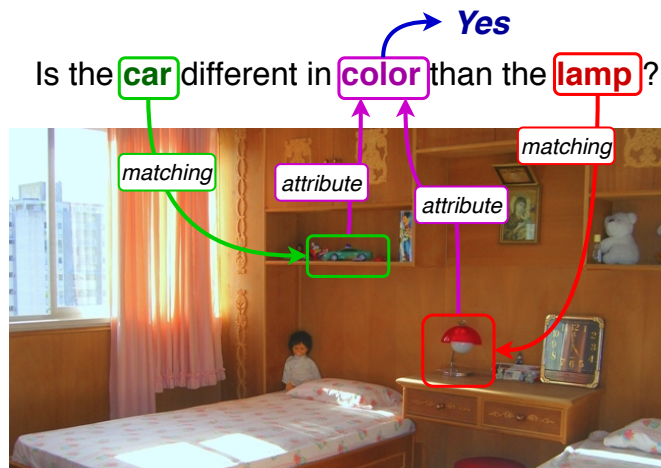 Yes
Is the car different in color than the lamp ?
matching
matching
attribute
attribute